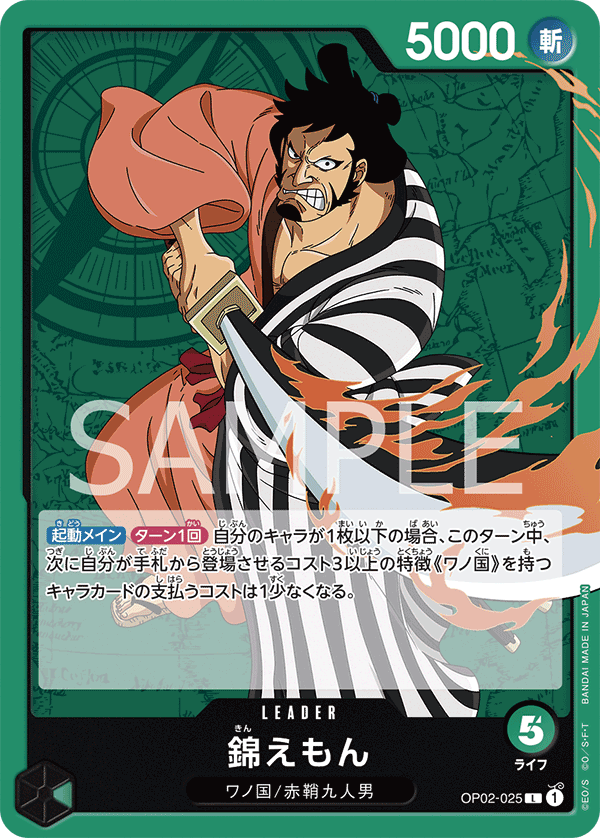 5000 斬
SAMPLE
起動メイン ターン1回 自分のキャラが1枚以下の場合、このターン中、
次に自分が手札から登場させるコスト3以上の特徴《ワノ国》を持つ
キャラカードの支払うコストは1少なくなる。
LEADER
錦えもん
ワノ国/赤鞘九人男
5
ライフ
OP02-025 L 1
©E.O/S ©O/S・F・T BANDAI MADE IN JAPAN